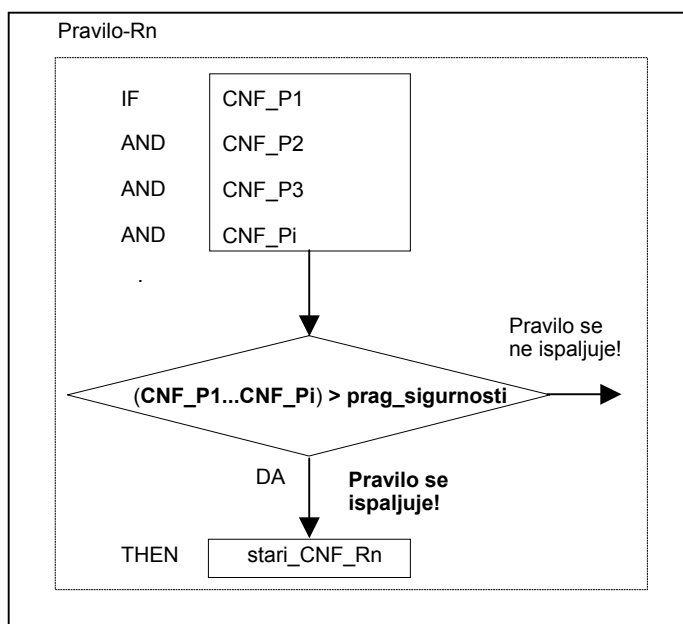 Pravilo-Rn
IF CNF_P1
AND CNF_P2
AND CNF_P3
AND CNF_Pi
.
Pravilo se
ne ispaljuje!
(CNF_P1...CNF_Pi) > prag_sigurnosti
DA Pravilo se
ispaljuje!
THEN stari_CNF_Rn